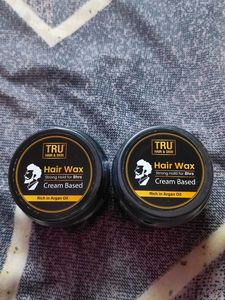 TRU
HAIR & SKIN
Hair Wax
Strong Hold for 8hrs
Cream Based
Rich in Argan Oil
TRU
HAIR & SKIN
Hair Wax
Strong Hold for 8hrs
Cream Based
Rich in Argan Oil